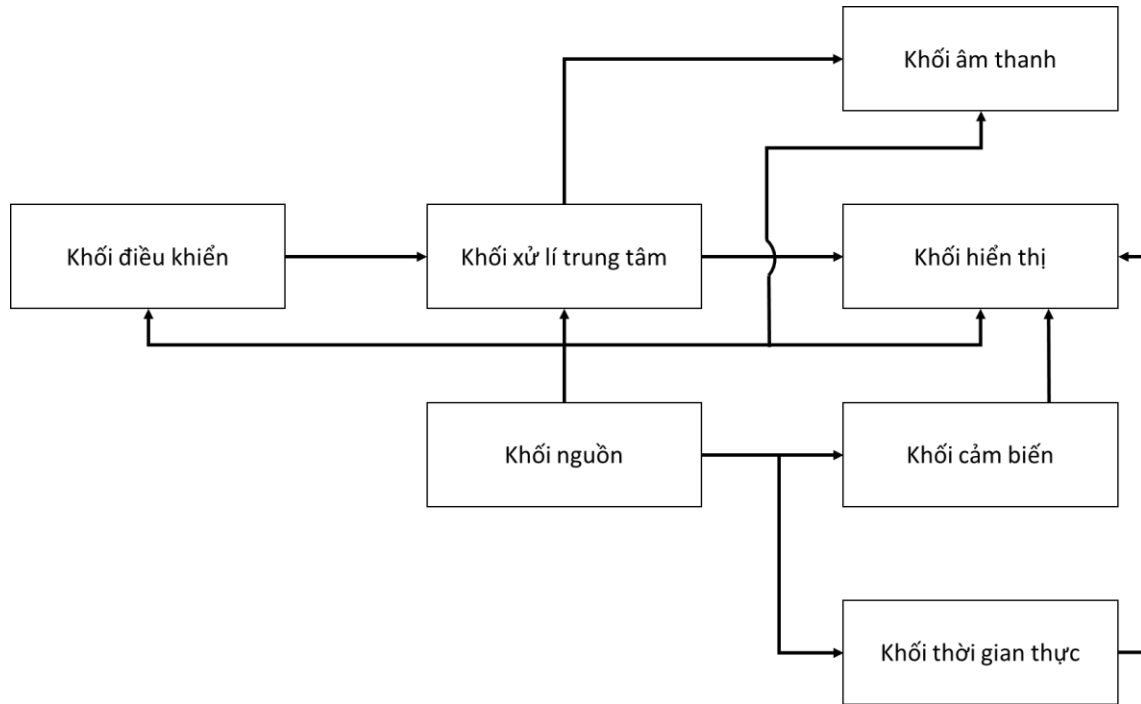 Khối âm thanh
Khối điều khiển
Khối xử lí trung tâm
Khối hiển thị
Khối nguồn
Khối cảm biến
Khối thời gian thực